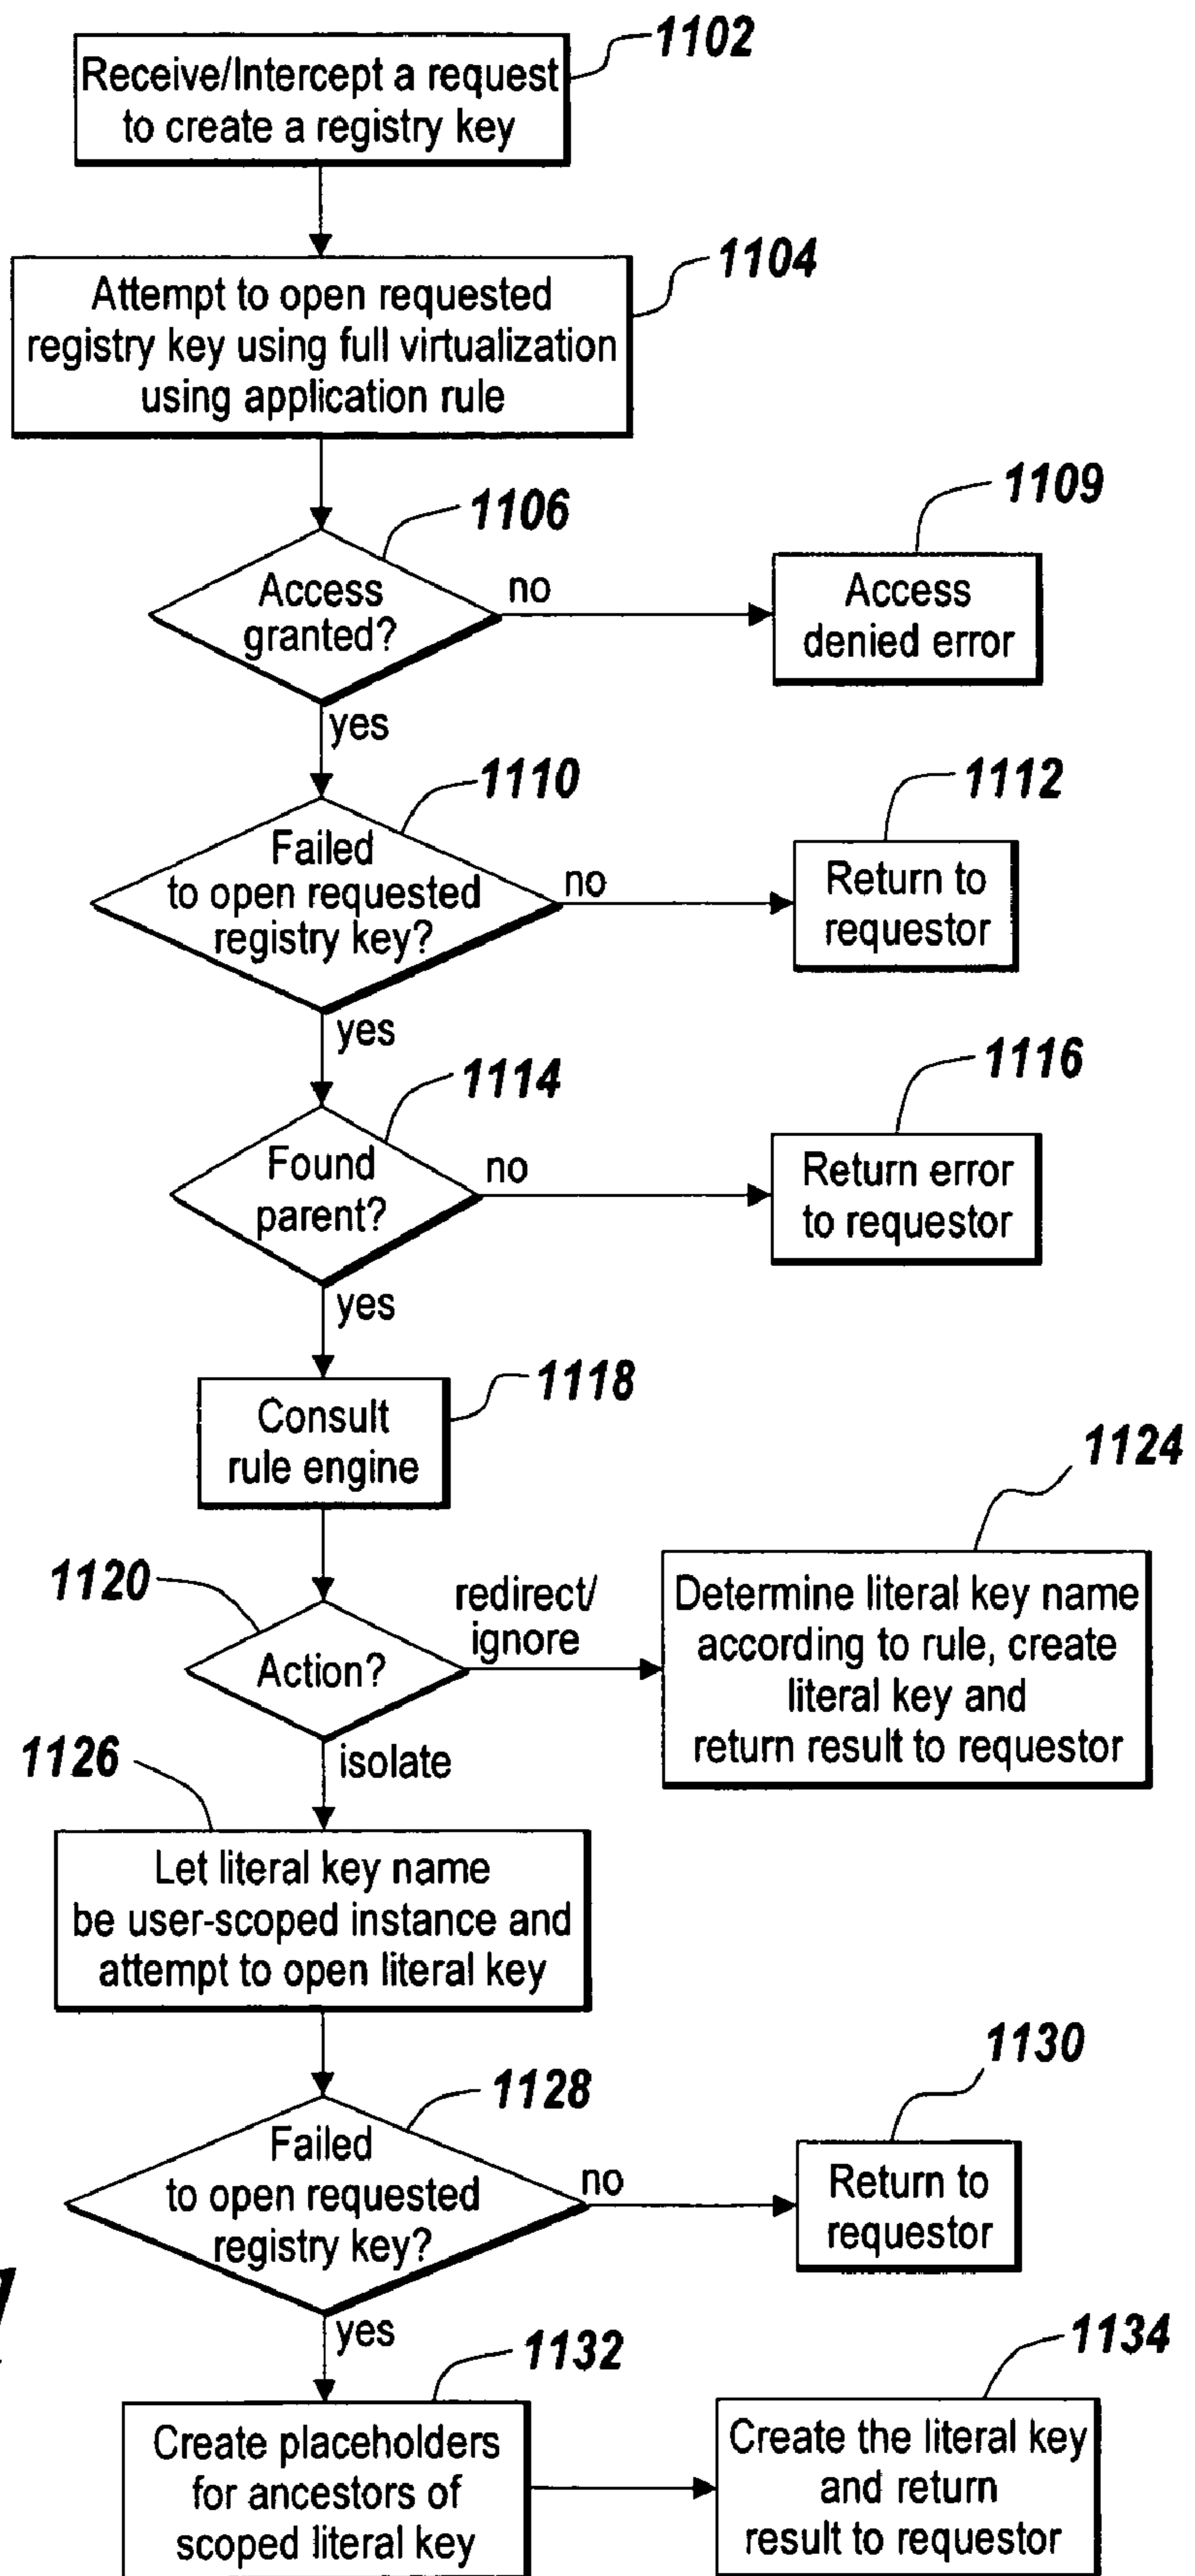 1102
Receive/Intercept a request
to create a registry key
1104
Attempt to open requested
registry key using full virtualization
using application rule
1106
Access
granted?
no
1109
Access
denied error
yes
1110
Failed
to open requested
registry key?
no
1112
Return to
requestor
yes
1114
Found
parent?
no
1116
Return error
to requestor
yes
1118
Consult
rule engine
1120
Action?
redirect/
ignore
1124
Determine literal key name
according to rule, create
literal key and
return result to requestor
isolate
1126
Let literal key name
be user-scoped instance and
attempt to open literal key
1128
Failed
to open requested
registry key?
no
1130
Return to
requestor
yes
1132
Create placeholders
for ancestors of
scoped literal key
1134
Create the literal key
and return
result to requestor